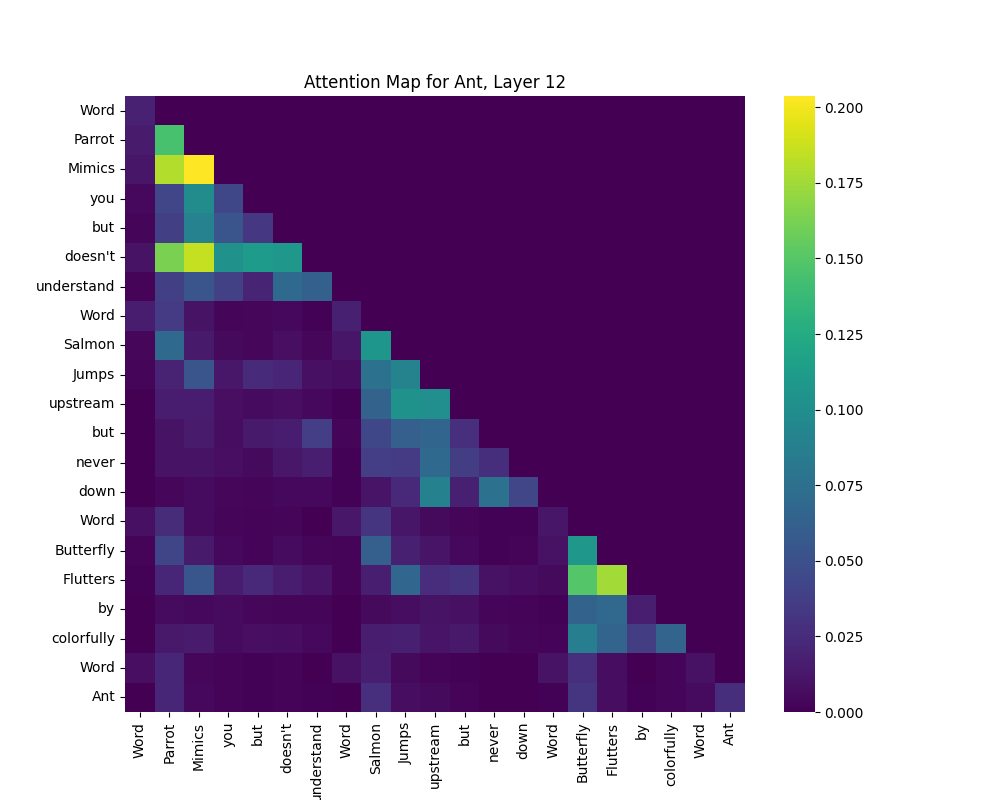 Attention Map for Ant, Layer 12
Word
Parrot
Mimics
you
but
doesn't
understand
Word
Salmon
Jumps
upstream
but
never
down
Word
Butterfly
Flutters
by
colorfully
Word
Ant
Word
Parrot
Mimics
you
but
doesn't
understand
Word
Salmon
Jumps
upstream
but
never
down
Word
Butterfly
Flutters
by
colorfully
Word
Ant
0.200
0.175
0.150
0.125
0.100
0.075
0.050
0.025
0.000